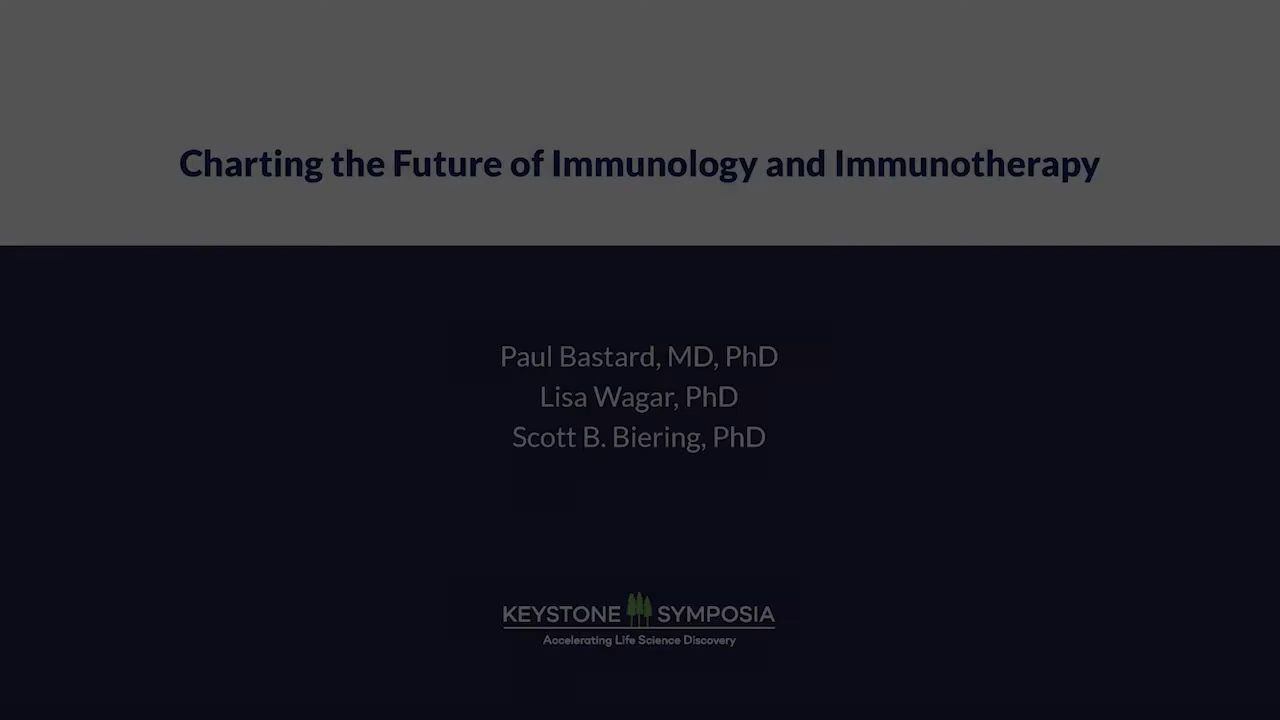 Charting the Future of Immunology and Immunotherapy
Paul Bastard, MD, PhD
Lisa Wagar, PhD
Scott B. Biering, PhD
KEYSTONE SYMPOSIA
Accelerating Life Science Discovery